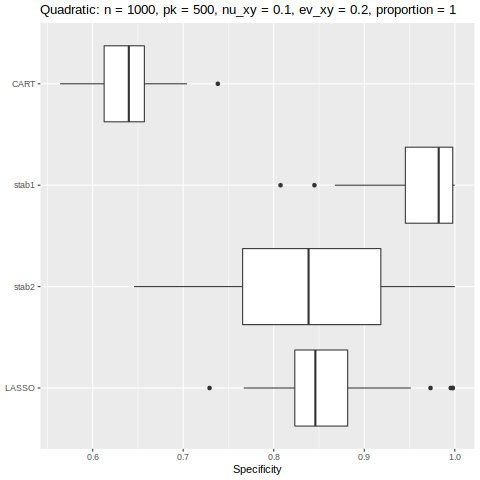 Quadratic: n = 1000, pk = 500, nu_xy = 0.1, ev_xy = 0.2, proportion = 1
CART
stab1
stab2
LASSO
0.6 0.7 0.8 0.9 1.0
Specificity